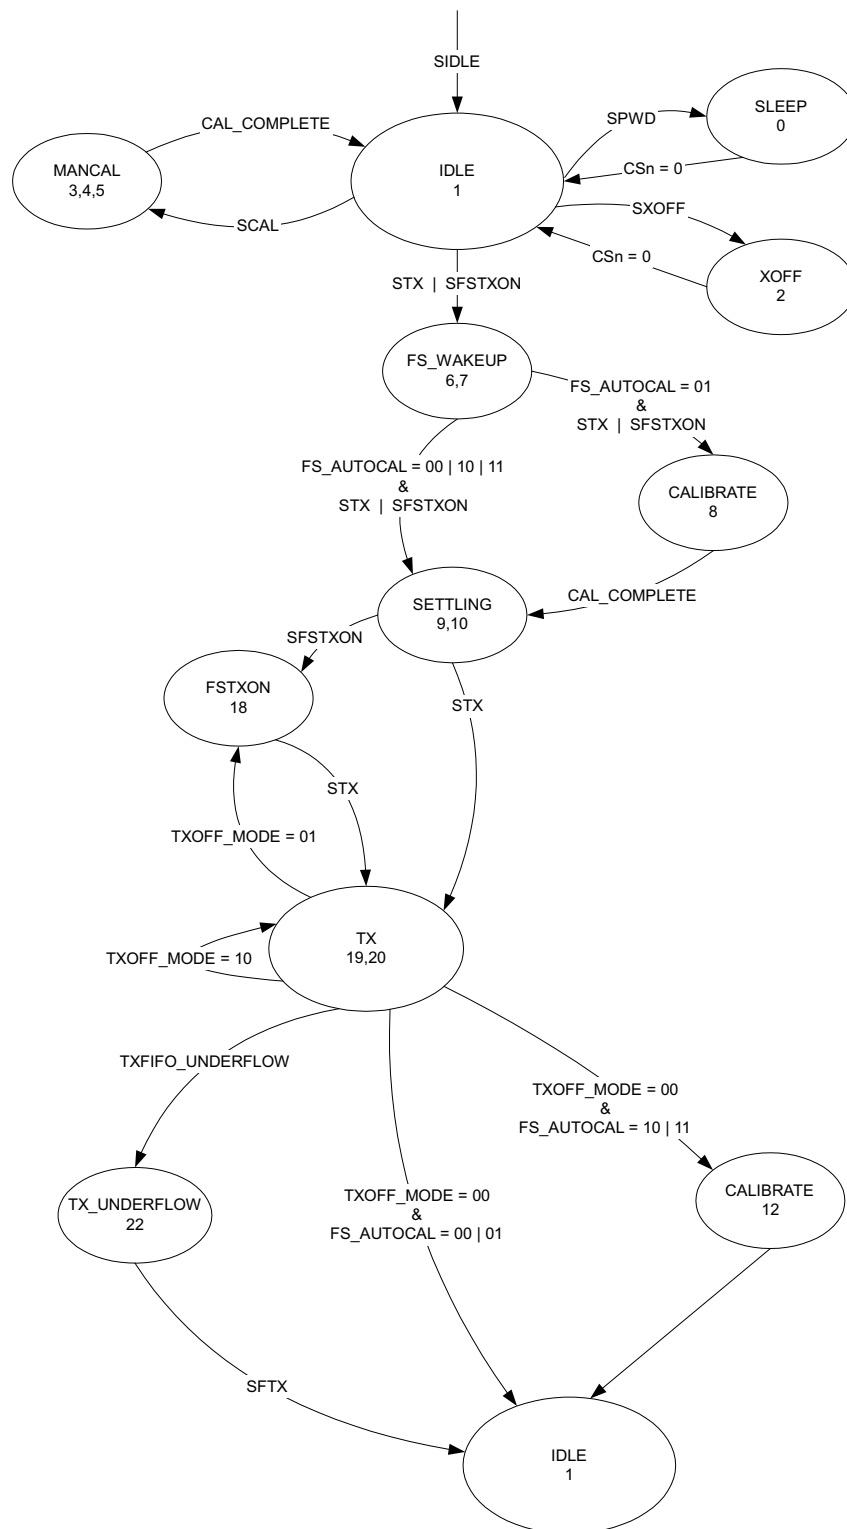 SIDLE
SLEEP
0
SPWD
CAL_COMPLETE
MANCAL
3,4,5
IDLE
1
CSn = 0
SCAL
SXOFF
CSn = 0
XOFF
2
STX | SFSTXON
FS_WAKEUP
6,7
FS_AUTOCAL = 01
&
STX | SFSTXON
FS_AUTOCAL = 00 | 10 | 11
&
STX | SFSTXON
CALIBRATE
8
SETTLING
9,10
CAL_COMPLETE
SFSTXON
FSTXON
18
STX
STX
TXOFF_MODE = 01
TX
19,20
TXOFF_MODE = 10
TXFIFO_UNDERFLOW
TXOFF_MODE = 00
&
FS_AUTOCAL = 10 | 11
TX_UNDERFLOW
22
TXOFF_MODE = 00
&
FS_AUTOCAL = 00 | 01
CALIBRATE
12
SFTX
IDLE
1